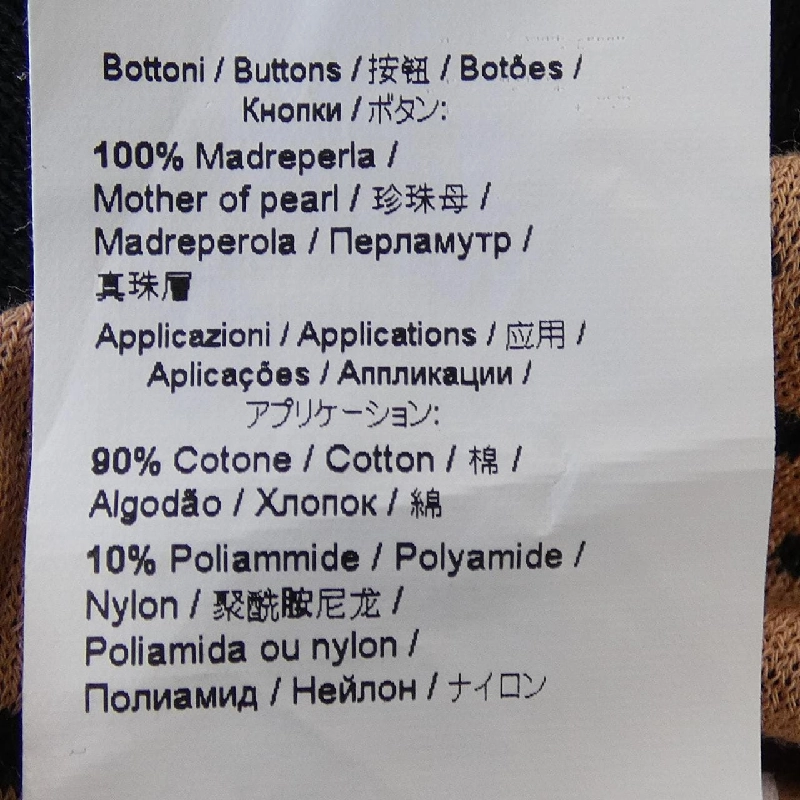 Bottoni / Buttons / 按钮 / Botões /
Кнопки / ボタン:
100% Madreperla /
Mother of pearl / 珍珠母 /
Madreperola / Перламутр /
真珠層
Applicazioni / Applications / 应用 /
Aplicações / Аппликации /
アプリケーション:
90% Cotone / Cotton / 棉 /
Algodão / Хлопок / 綿
10% Poliammide / Polyamide /
Nylon / 聚酰胺尼龙 /
Poliamida ou nylon /
Полиамид / Нейлон / ナイロン